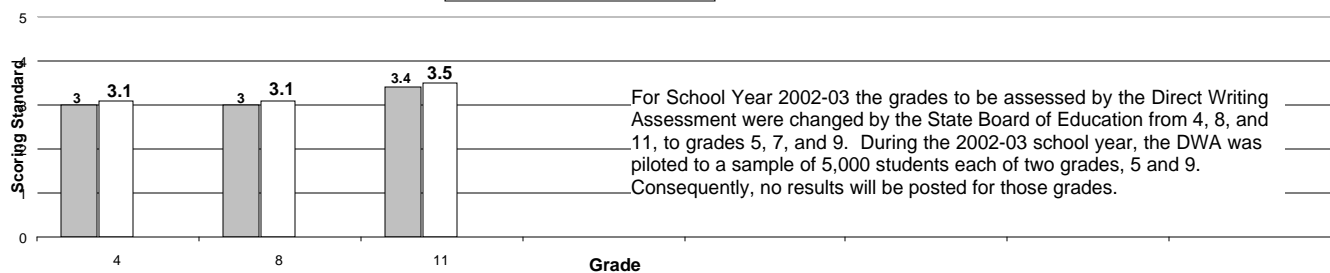 5
4
3
2
1
0
Scoring Standard
3
3.1
3
3.1
3.4
3.5
For School Year 2002-03 the grades to be assessed by the Direct Writing
Assessment were changed by the State Board of Education from 4, 8, and
11, to grades 5, 7, and 9. During the 2002-03 school year, the DWA was
piloted to a sample of 5,000 students each of two grades, 5 and 9.
Consequently, no results will be posted for those grades.
4
8
11
Grade